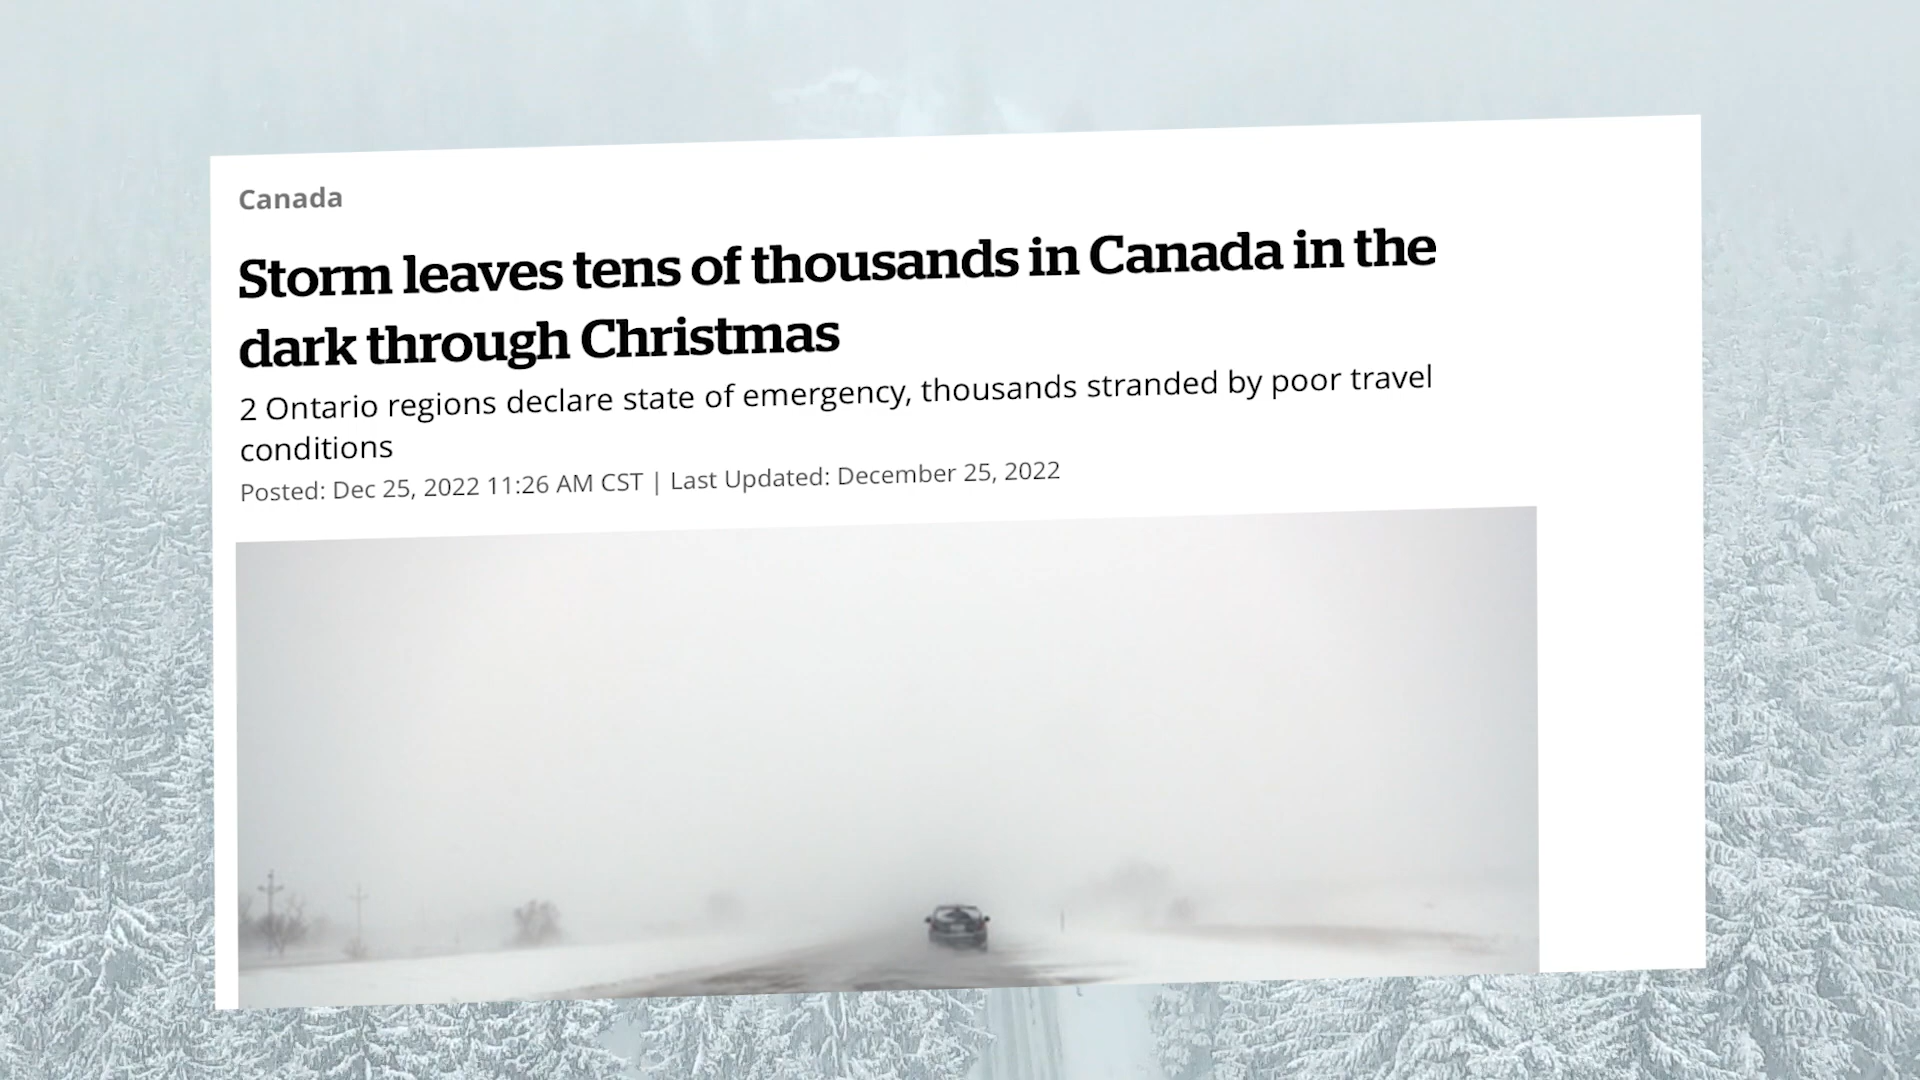 Canada
Storm leaves tens of thousands in Canada in the
dark through Christmas
2 Ontario regions declare state of emergency, thousands stranded by poor travel
conditions
Posted: Dec 25, 2022 11:26 AM CST | Last Updated: December 25, 2022